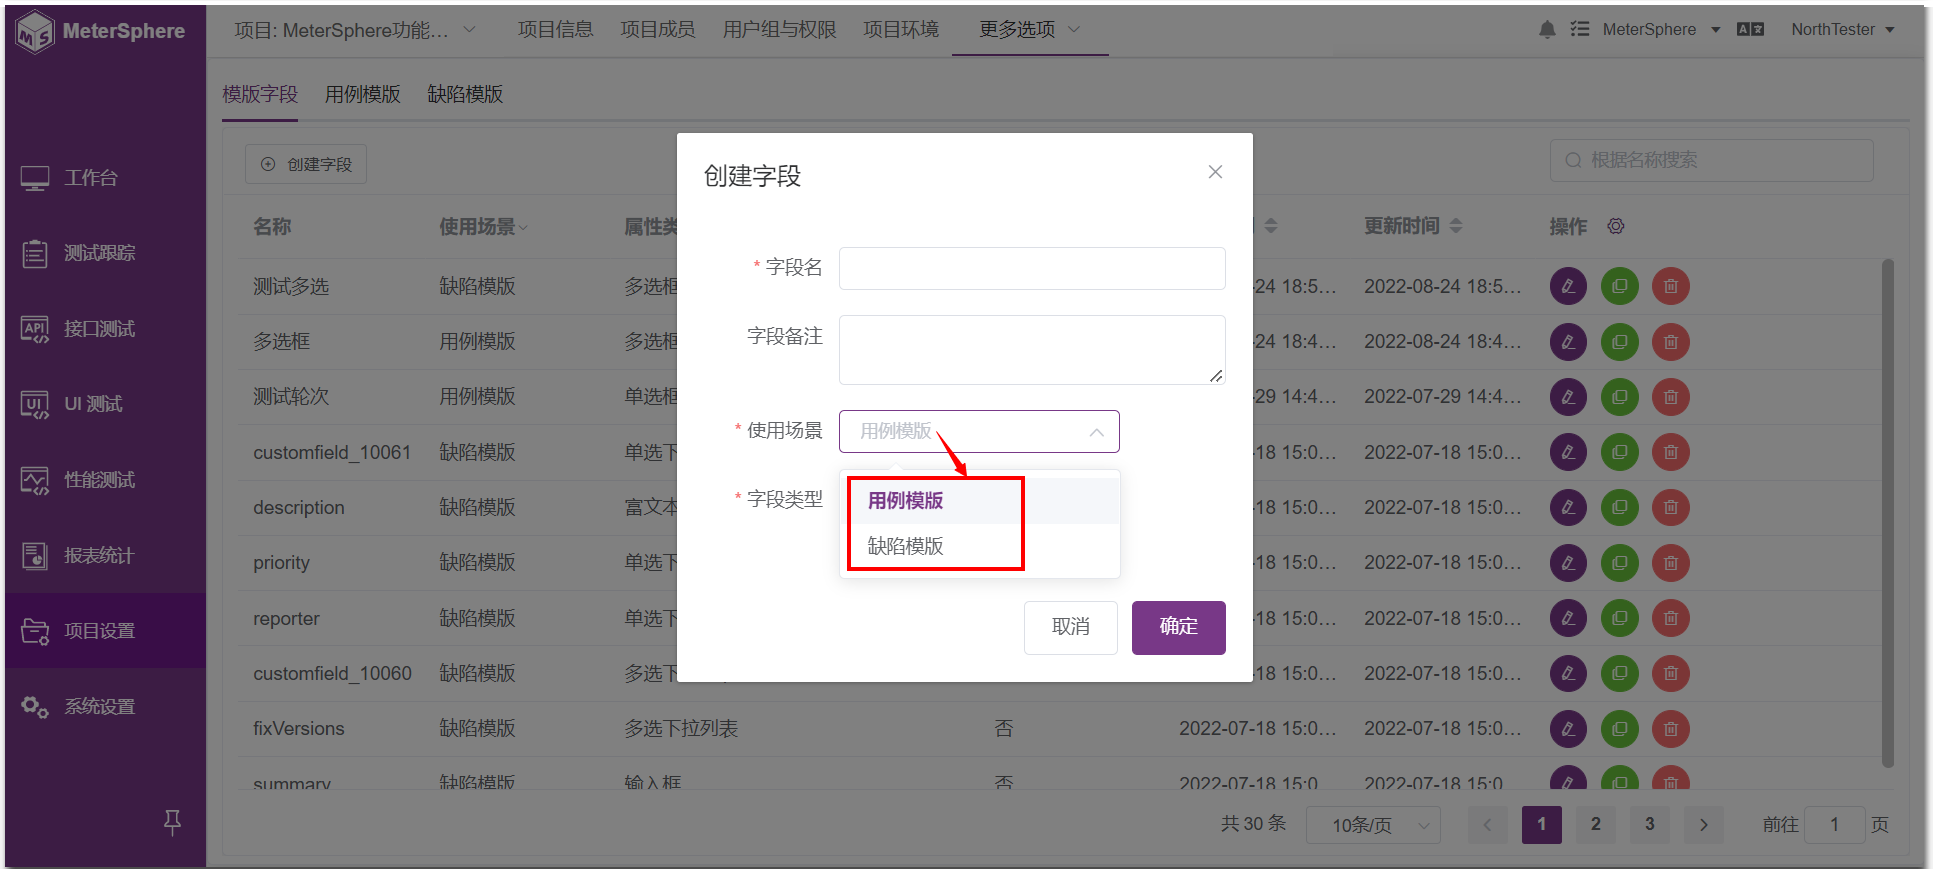 MeterSphere
项目: MeterSphere功能...
项目信息
项目成员
用户组与权限
项目环境
更多选项
MeterSphere
NorthTester
模版字段
用例模版
缺陷模版
工作台
测试跟踪
接口测试
UI 测试
性能测试
报表统计
项目设置
系统设置
创建字段
根据名称搜索
名称 使用场景 属性类 更新时间 操作
测试多选 缺陷模版 多选框 -24 18:5... 2022-08-24 18:5...
多选框 用例模版 多选框 -24 18:4... 2022-08-24 18:4...
测试轮次 用例模版 单选框 -29 14:4... 2022-07-29 14:4...
customfield_10061 缺陷模版 单选下 -18 15:0... 2022-07-18 15:0...
description 缺陷模版 富文本 -18 15:0... 2022-07-18 15:0...
priority 缺陷模版 单选下 -18 15:0... 2022-07-18 15:0...
reporter 缺陷模版 单选下 -18 15:0... 2022-07-18 15:0...
customfield_10060 缺陷模版 多选下 -18 15:0... 2022-07-18 15:0...
fixVersions 缺陷模版 多选下拉列表 否 2022-07-18 15:0... 2022-07-18 15:0...
summary 缺陷模版 输入框 否 2022-07-18 15:0 2022-07-18 15:0
共 30 条
10条/页
1
2
3
前往 1 页
创建字段
* 字段名
字段备注
* 使用场景 用例模版
* 字段类型
用例模版
缺陷模版
取消
确定